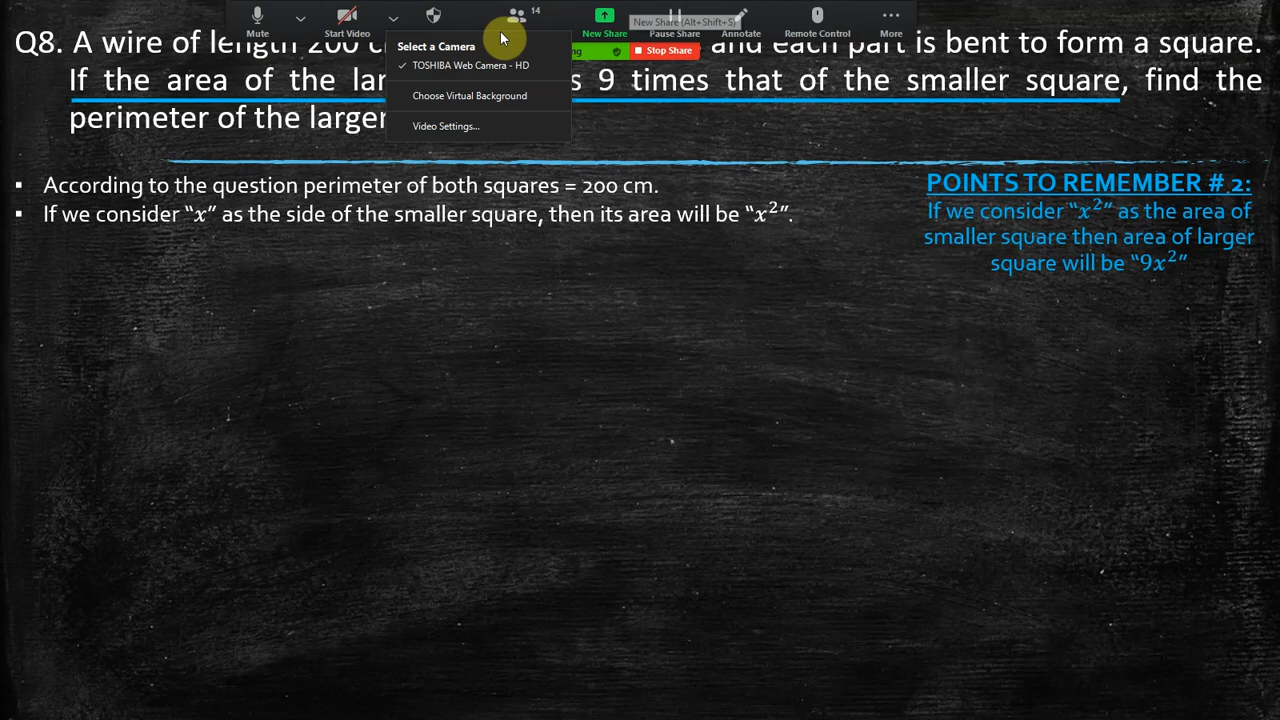 14
New Share (Alt+Shift+S)
Mute
Start Video
New Share
Pause Share
Annotate
Remote Control
More
Q8. A wire of length 200 c and each part is bent to form a square.
Select a Camera
Stop Share
TOSHIBA Web Camera - HD
If the area of the lar s 9 times that of the smaller square, find the
Choose Virtual Background
perimeter of the larger
Video Settings...
▪ According to the question perimeter of both squares = 200 cm.
▪ If we consider “x” as the side of the smaller square, then its area will be “x²”.
POINTS TO REMEMBER # 2:
If we consider “x²” as the area of
smaller square then area of larger
square will be “9x²”